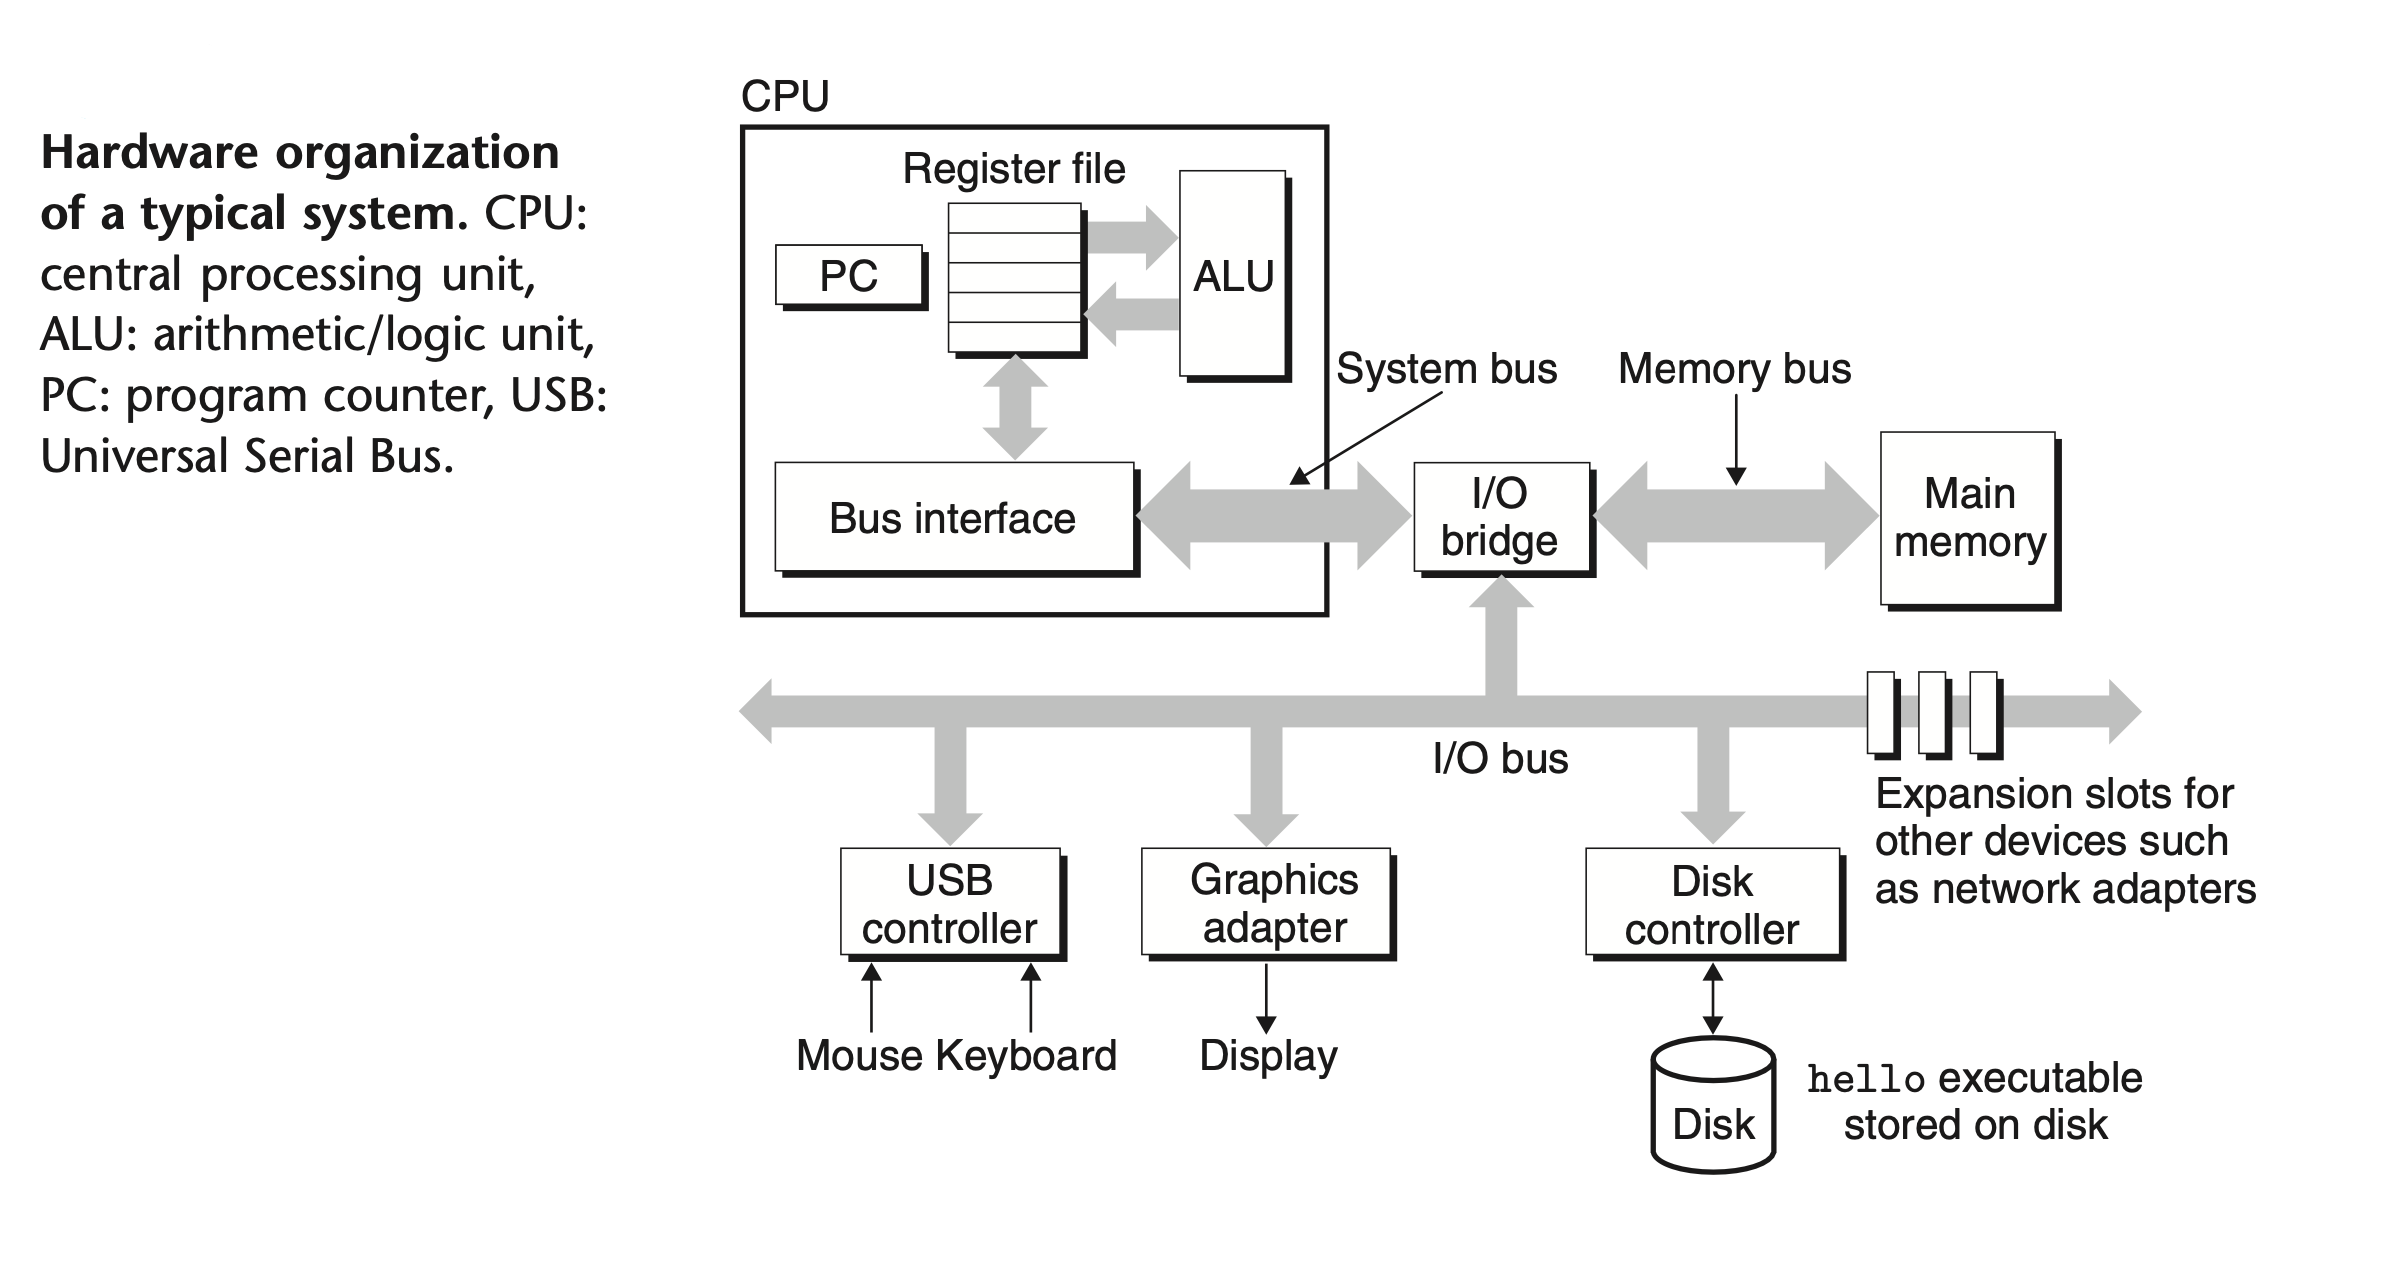 Hardware organization
of a typical system. CPU:
central processing unit,
ALU: arithmetic/logic unit,
PC: program counter, USB:
Universal Serial Bus.
CPU
Register file
PC
ALU
System bus
Memory bus
Bus interface
I/O
bridge
Main
memory
I/O bus
Expansion slots for
other devices such
as network adapters
USB
controller
Graphics
adapter
Disk
controller
Mouse
Keyboard
Display
Disk
hello executable
stored on disk